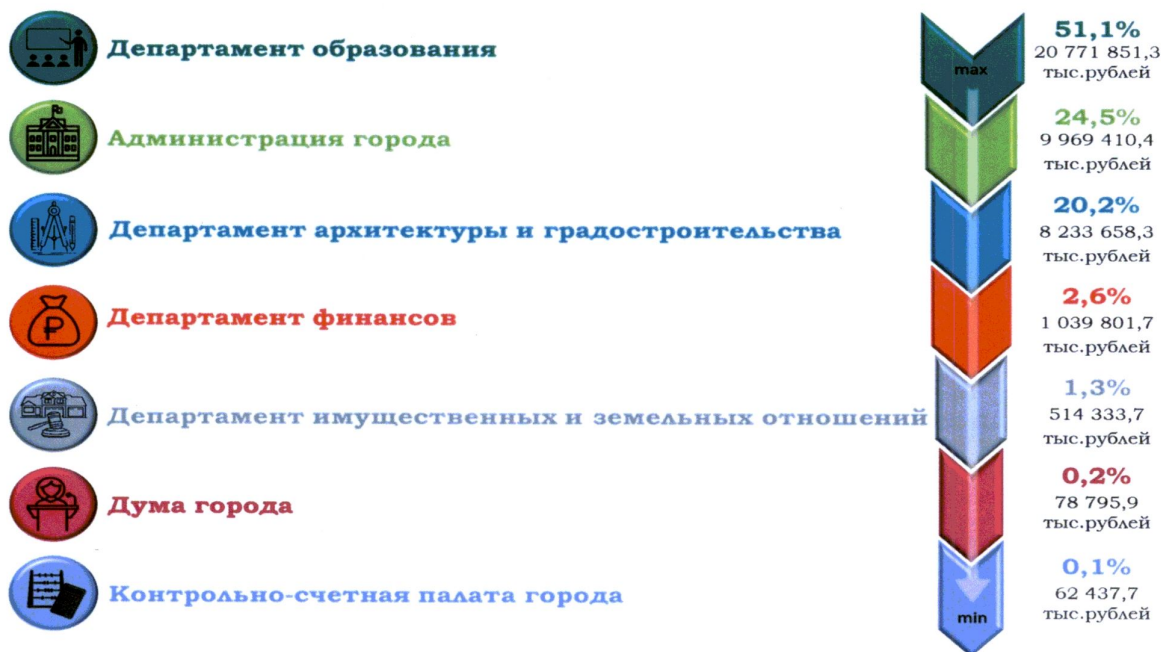 Департамент образования
max
51,1%
20 771 851,3
тыс.рублей
Администрация города
24,5%
9 969 410,4
тыс.рублей
Департамент архитектуры и градостроительства
20,2%
8 233 658,3
тыс.рублей
Департамент финансов
2,6%
1 039 801,7
тыс.рублей
Департамент имущественных и земельных отношений
1,3%
514 333,7
тыс.рублей
Дума города
0,2%
78 795,9
тыс.рублей
Контрольно-счетная палата города
min
0,1%
62 437,7
тыс.рублей